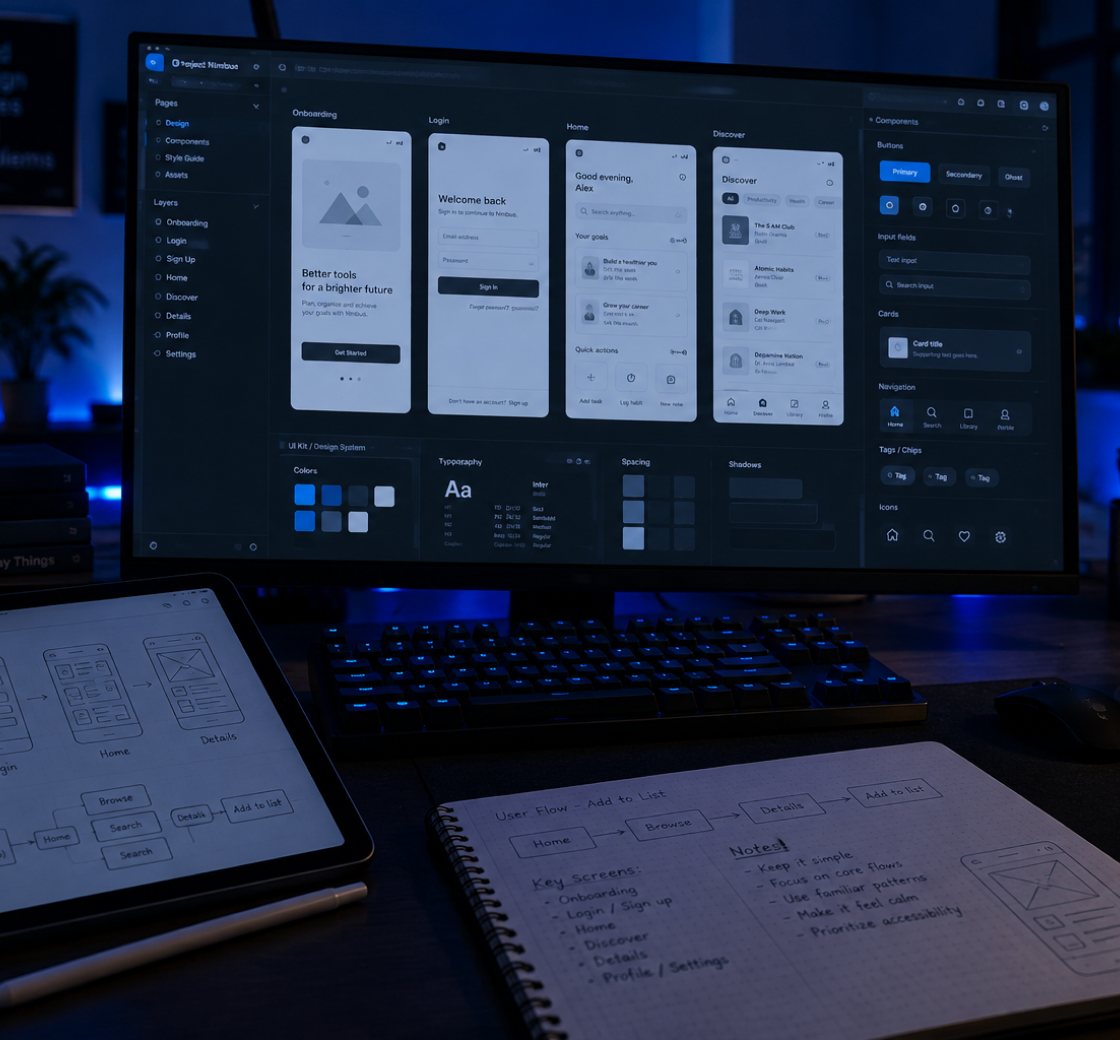 Project Nimbus
Pages
Design
Components
Style Guide
Assets
Layers
Onboarding
Login
Sign Up
Home
Discover
Details
Profile
Settings
Onboarding
Better tools
for a brighter future
Plan, organize and achieve
your goals with Nimbus.
Get Started
Login
Welcome back
Sign in to continue to Nimbus.
Email address
Password
Sign In
Don't have an account? Sign up
Home
Good evening,
Alex
Search anything...
Your goals
Build a healthier you
Grow your career
Quick actions
Add task
Log habit
New note
Discover
Discover
All
Productivity
Health
Career
The 5 AM Club
Atomic Habits
Deep Work
Dopamine Nation
Home
Discover
Library
Profile
UI Kit / Design System
Colors
Typography
Aa
Inter
Spacing
Shadows
Components
Buttons
Primary
Seccondarry
Ghost
Input fields
Text input
Search input
Cards
Card title
Supporting text goes here.
Navigation
Home
Search
Library
Tags / Chips
Tag
Tag
Tag
Icons
ay Things
gin
Home
Details
Home
Browse
Search
Search
Add to list
User Flow - Add to List
Home
Browse
Details
Add to list
Key screens:
- Onboarding
- Login / Sign up
- Home
- Discover
- Details
- Profile / Settings
Notes!
- Keep it simple
- Focus on core flows
- Use familiar patterns
- Make it feel calm
- Prioritize accessibility